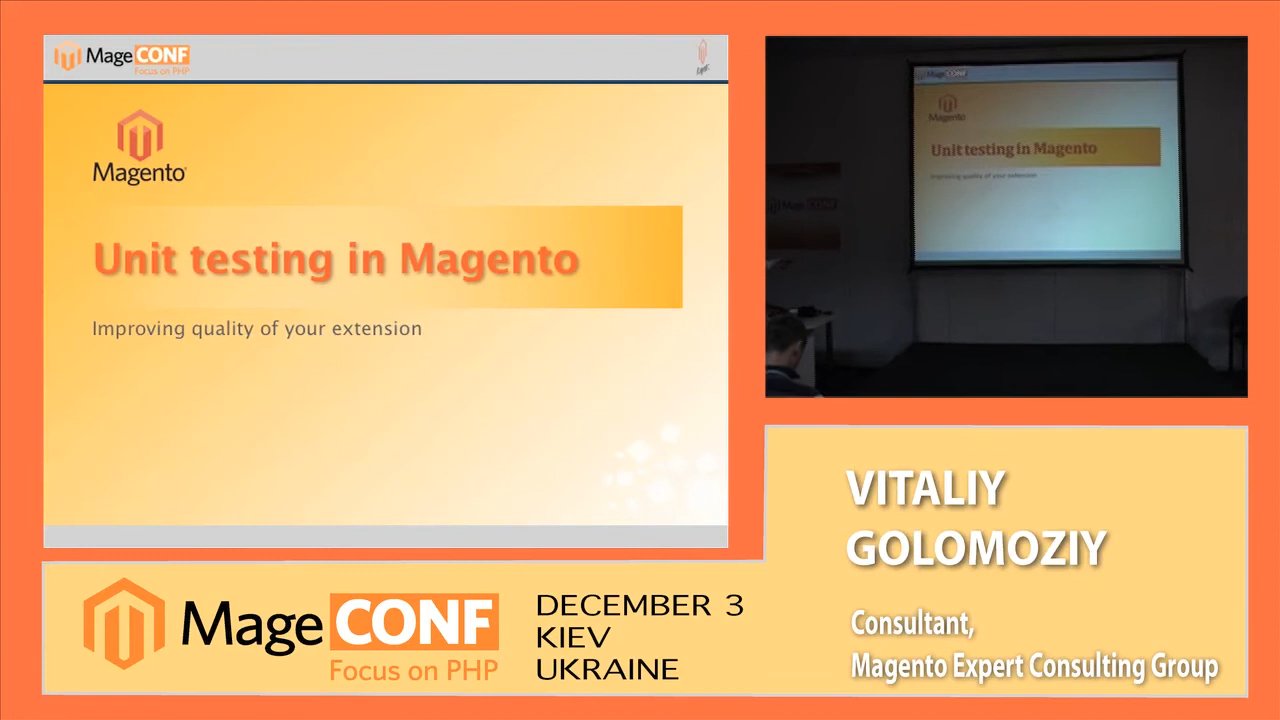 MageCONF
Focus on PHP
Magento
Unit testing in Magento
Improving quality of your extension
MageCONF
Magento
Unit testing in Magento
Improving quality of your extension
CONF
VITALIY
GOLOMOZIY
Consultant,
Magento Expert Consulting Group
MageCONF
Focus on PHP
DECEMBER 3
KIEV
UKRAINE